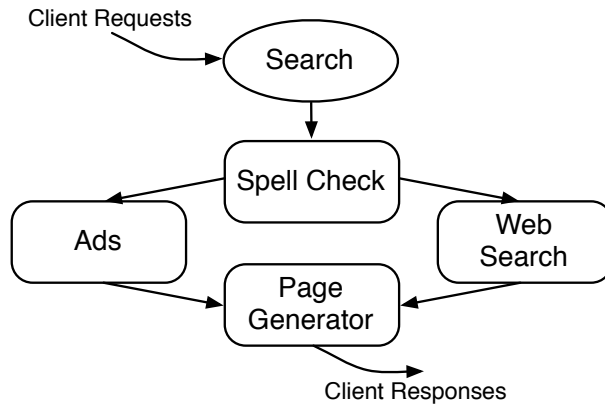 Client Requests
Search
Spell Check
Ads
Web
Search
Page
Generator
Client Responses